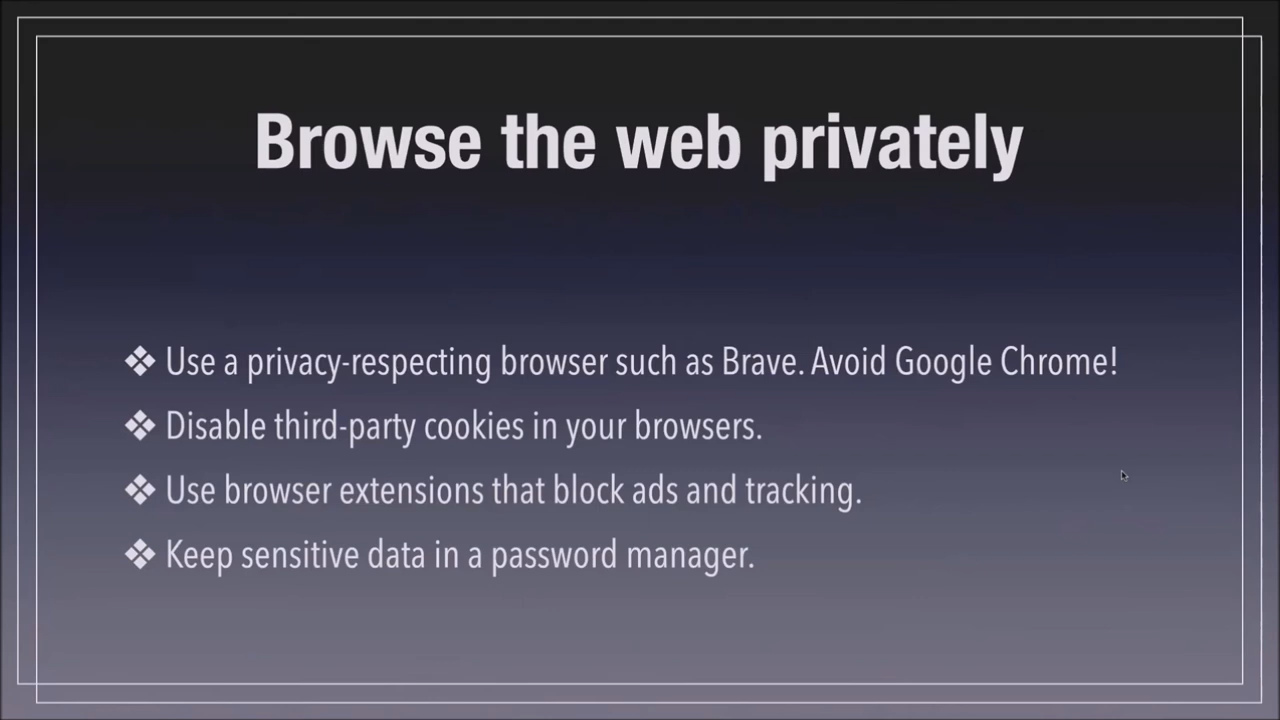 Browse the web privately
❖ Use a privacy-respecting browser such as Brave. Avoid Google Chrome!
❖ Disable third-party cookies in your browsers.
❖ Use browser extensions that block ads and tracking.
❖ Keep sensitive data in a password manager.